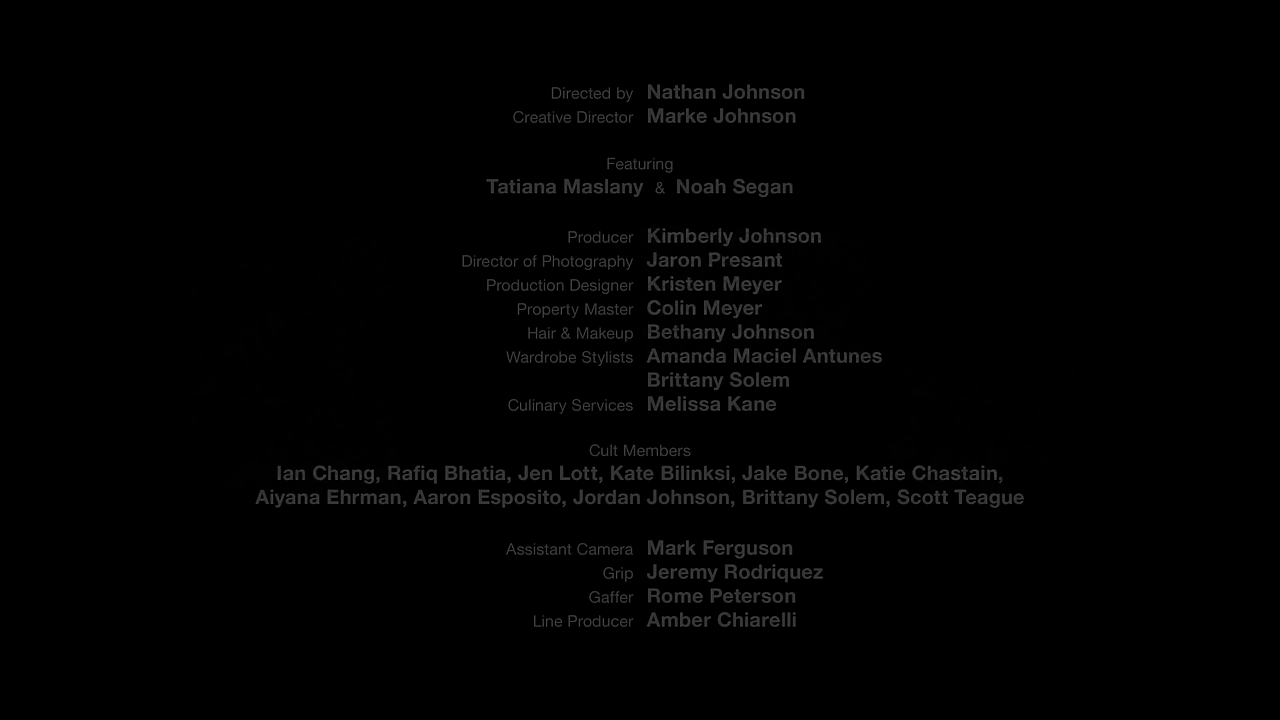 Directed by Nathan Johnson
Creative Director Marke Johnson
Featuring
Tatiana Maslany & Noah Segan
Producer Kimberly Johnson
Director of Photography Jaron Presant
Production Designer Kristen Meyer
Property Master Colin Meyer
Hair & Makeup Bethany Johnson
Wardrobe Stylists Amanda Maciel Antunes
Brittany Solem
Culinary Services Melissa Kane
Cult Members
Ian Chang, Rafiq Bhatia, Jen Lott, Kate Bilinksi, Jake Bone, Katie Chastain,
Aiyana Ehrman, Aaron Esposito, Jordan Johnson, Brittany Solem, Scott Teague
Assistant Camera Mark Ferguson
Grip Jeremy Rodriquez
Gaffer Rome Peterson
Line Producer Amber Chiarelli